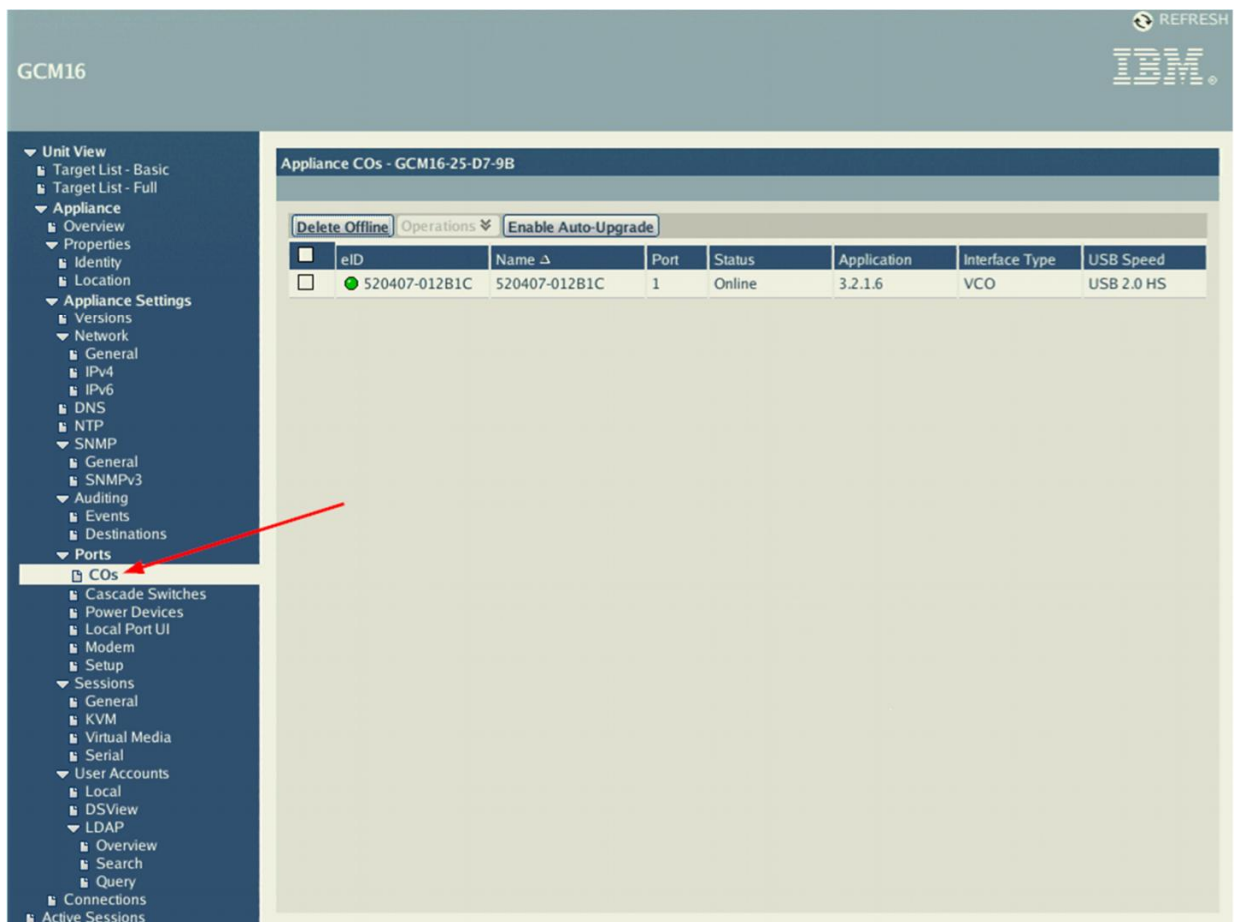 REFRESH
GCM16
IBM®
Unit View
Target List - Basic
Target List - Full
Appliance
Overview
Properties
Identity
Location
Appliance Settings
Versions
Network
General
IPv4
IPv6
DNS
NTP
SNMP
General
SNMPv3
Auditing
Events
Destinations
Ports
COs
Cascade Switches
Power Devices
Local Port UI
Modem
Setup
Sessions
General
KVM
Virtual Media
Serial
User Accounts
Local
DSView
LDAP
Overview
Search
Query
Connections
Active Sessions
Appliance COs - GCM16-25-D7-9B
Delete Offline Operations Enable Auto-Upgrade
eID Name Port Status Application Interface Type USB Speed
520407-012B1C 520407-012B1C 1 Online 3.2.1.6 VCO USB 2.0 HS